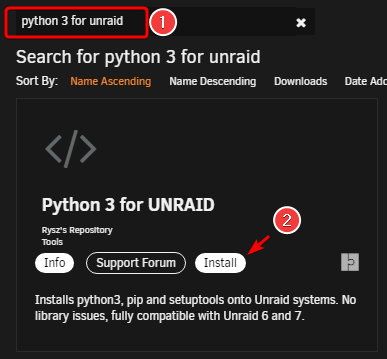 python 3 for unraid
1
Search for python 3 for unraid
Sort By: Name Ascending Name Descending Downloads Date Add
</>
Python 3 for UNRAID
Rysz's Repository
Tools
2
Info Support Forum Install
Installs python3, pip and setuptools onto Unraid systems. No
library issues, fully compatible with Unraid 6 and 7.